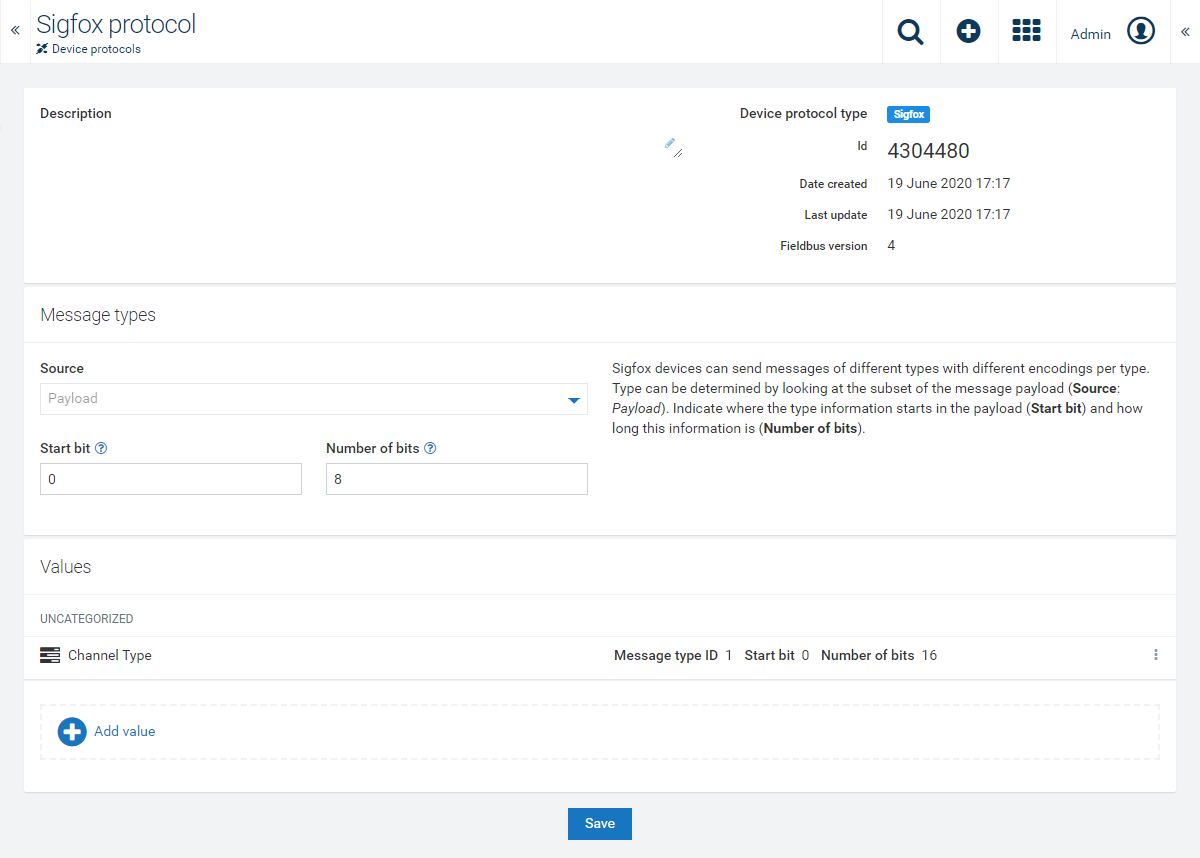 Sigfox protocol
Device protocols
Admin
Description
Device protocol type Sigfox
Id 4304480
Date created 19 June 2020 17:17
Last update 19 June 2020 17:17
Fieldbus version 4
Message types
Source
Payload
Start bit
Number of bits
0
8
Sigfox devices can send messages of different types with different encodings per type.
Type can be determined by looking at the subset of the message payload (Source:
Payload). Indicate where the type information starts in the payload (Start bit) and how
long this information is (Number of bits).
Values
UNCATEGORIZED
Channel Type Message type ID 1 Start bit 0 Number of bits 16
Add value
Save